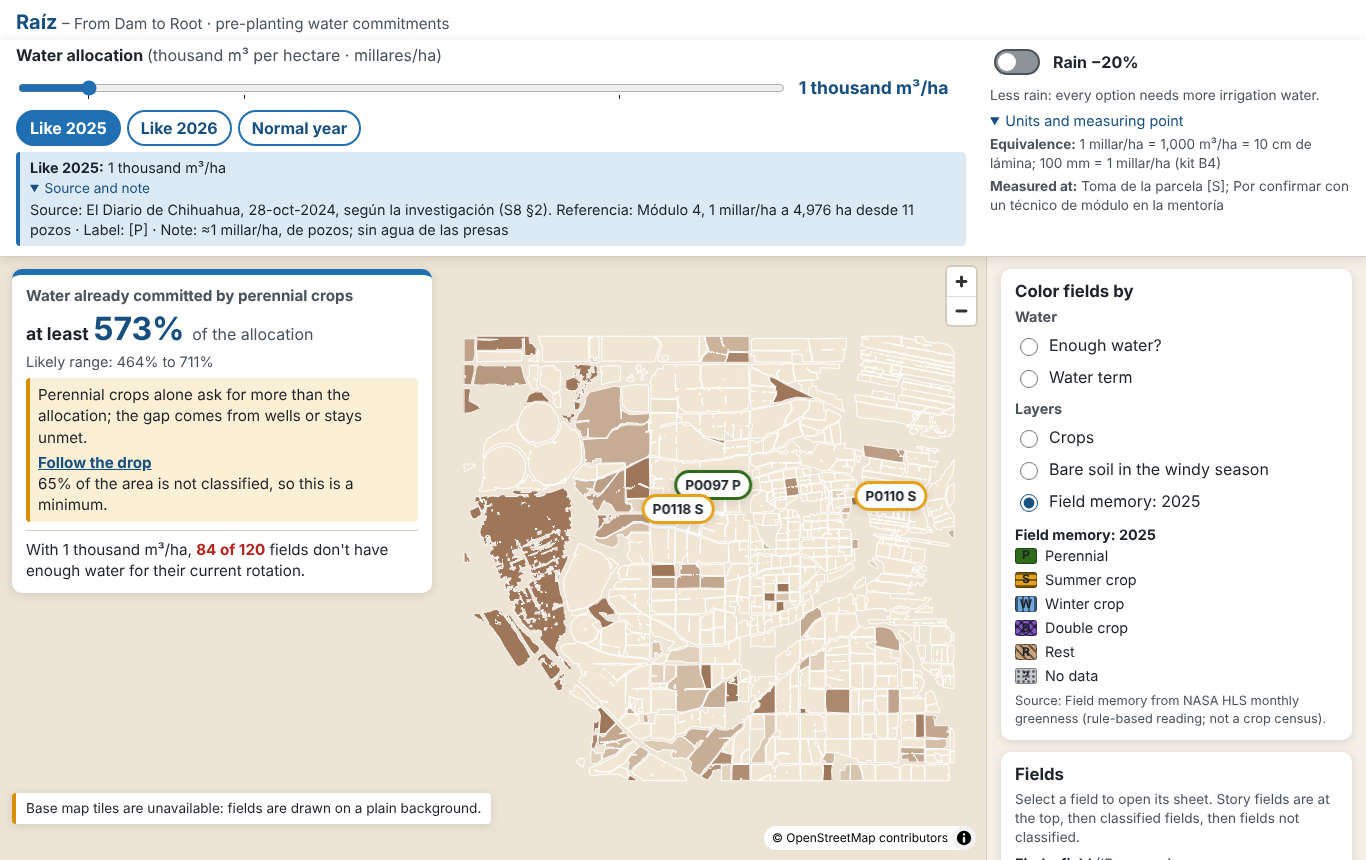 Raíz – From Dam to Root · pre-planting water commitments
Water allocation (thousand m³ per hectare · millares/ha)
1 thousand m³/ha
Like 2025
Like 2026
Normal year
Like 2025: 1 thousand m³/ha
▼ Source and note
Source: El Diario de Chihuahua, 28-oct-2024, según la investigación (S8 §2). Referencia: Módulo 4, 1 millar/ha a 4,976 ha desde 11
pozos · Label: [P] · Note: ≈1 millar/ha, de pozos; sin agua de las presas
Rain −20%
Less rain: every option needs more irrigation water.
▼ Units and measuring point
Equivalence: 1 millar/ha = 1,000 m³/ha = 10 cm de
lámina; 100 mm = 1 millar/ha (kit B4)
Measured at: Toma de la parcela [S]; Por confirmar con
un técnico de módulo en la mentoría
Water already committed by perennial crops
at least 573% of the allocation
Likely range: 464% to 711%
Perennial crops alone ask for more than the
allocation; the gap comes from wells or stays
unmet.
Follow the drop
65% of the area is not classified, so this is a
minimum.
With 1 thousand m³/ha, 84 of 120 fields don't have
enough water for their current rotation.
+
−
P0097 P
P0118 S
P0110 S
Base map tiles are unavailable: fields are drawn on a plain background.
© OpenStreetMap contributors
Color fields by
Water
Enough water?
Water term
Layers
Crops
Bare soil in the windy season
Field memory: 2025
Field memory: 2025
P Perennial
S Summer crop
W Winter crop
Double crop
R Rest
No data
Source: Field memory from NASA HLS monthly
greenness (rule-based reading; not a crop census).
Fields
Select a field to open its sheet. Story fields are at
the top, then classified fields, then fields not
classified.